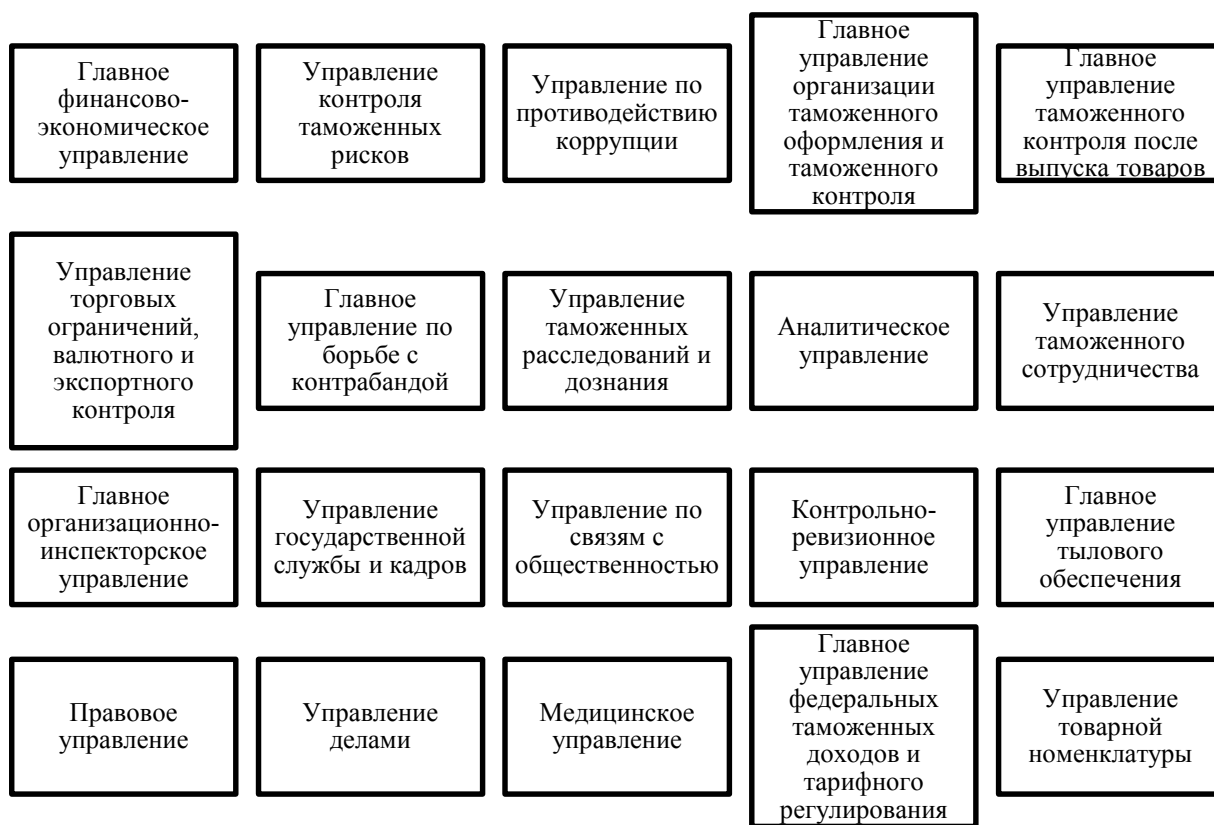 Главное
финансово-
экономическое
управление
Управление
контроля
таможенных
рисков
Управление по
противодействию
коррупции
Главное
управление
организации
таможенного
оформления и
таможенного
контроля
Главное
управление
таможенного
контроля после
выпуска товаров
Управление
торговых
ограничений,
валютного и
экспортного
контроля
Главное
управление по
борьбе с
контрабандой
Управление
таможенных
расследований и
дознания
Аналитическое
управление
Управление
таможенного
сотрудничества
Главное
организационно-
инспекторское
управление
Управление
государственной
службы и кадров
Управление по
связям с
общественностью
Контрольно-
ревизионное
управление
Главное
управление
тылового
обеспечения
Правовое
управление
Управление
делами
Медицинское
управление
Главное
управление
федеральных
таможенных
доходов и
тарифного
регулирования
Управление
товарной
номенклатуры